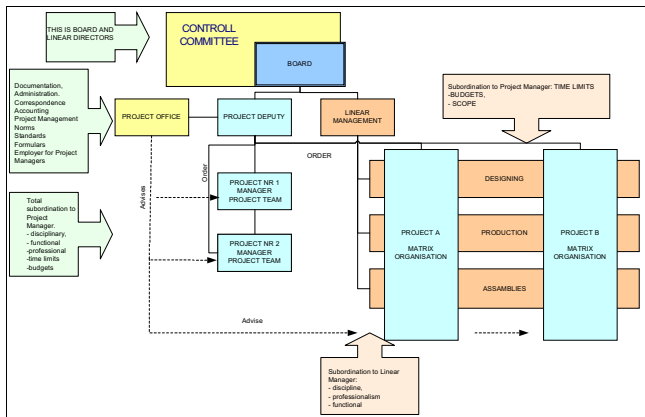 THIS IS BOARD AND
LINEAR DIRECTORS
CONTROLL
COMMITTEE
BOARD
Documentation,
Administration.
Correspondence
Accounting
Project Management
Norms
Standards
Formulars
Employer for Project
Managers
PROJECT OFFICE
PROJECT DEPUTY
LINEAR
MANAGEMENT
Subordination to Project Manager: TIME LIMITS
-BUDGETS,
- SCOPE
ORDER
Order
Advises
PROJECT NR 1
MANAGER
PROJECT TEAM
PROJECT NR 2
MANAGER
PROJECT TEAM
Total
subordination to
Project
Manager.
- disciplinary,
- functional
-professional
-time limits
-budgets
DESIGNING
PRODUCTION
ASSEMBLIES
PROJECT A
MATRIX
ORGANISATION
PROJECT B
MATRIX
ORGANISATION
Advise
Subordination to Linear
Manager:
- discipline,
- professionalism
- functional